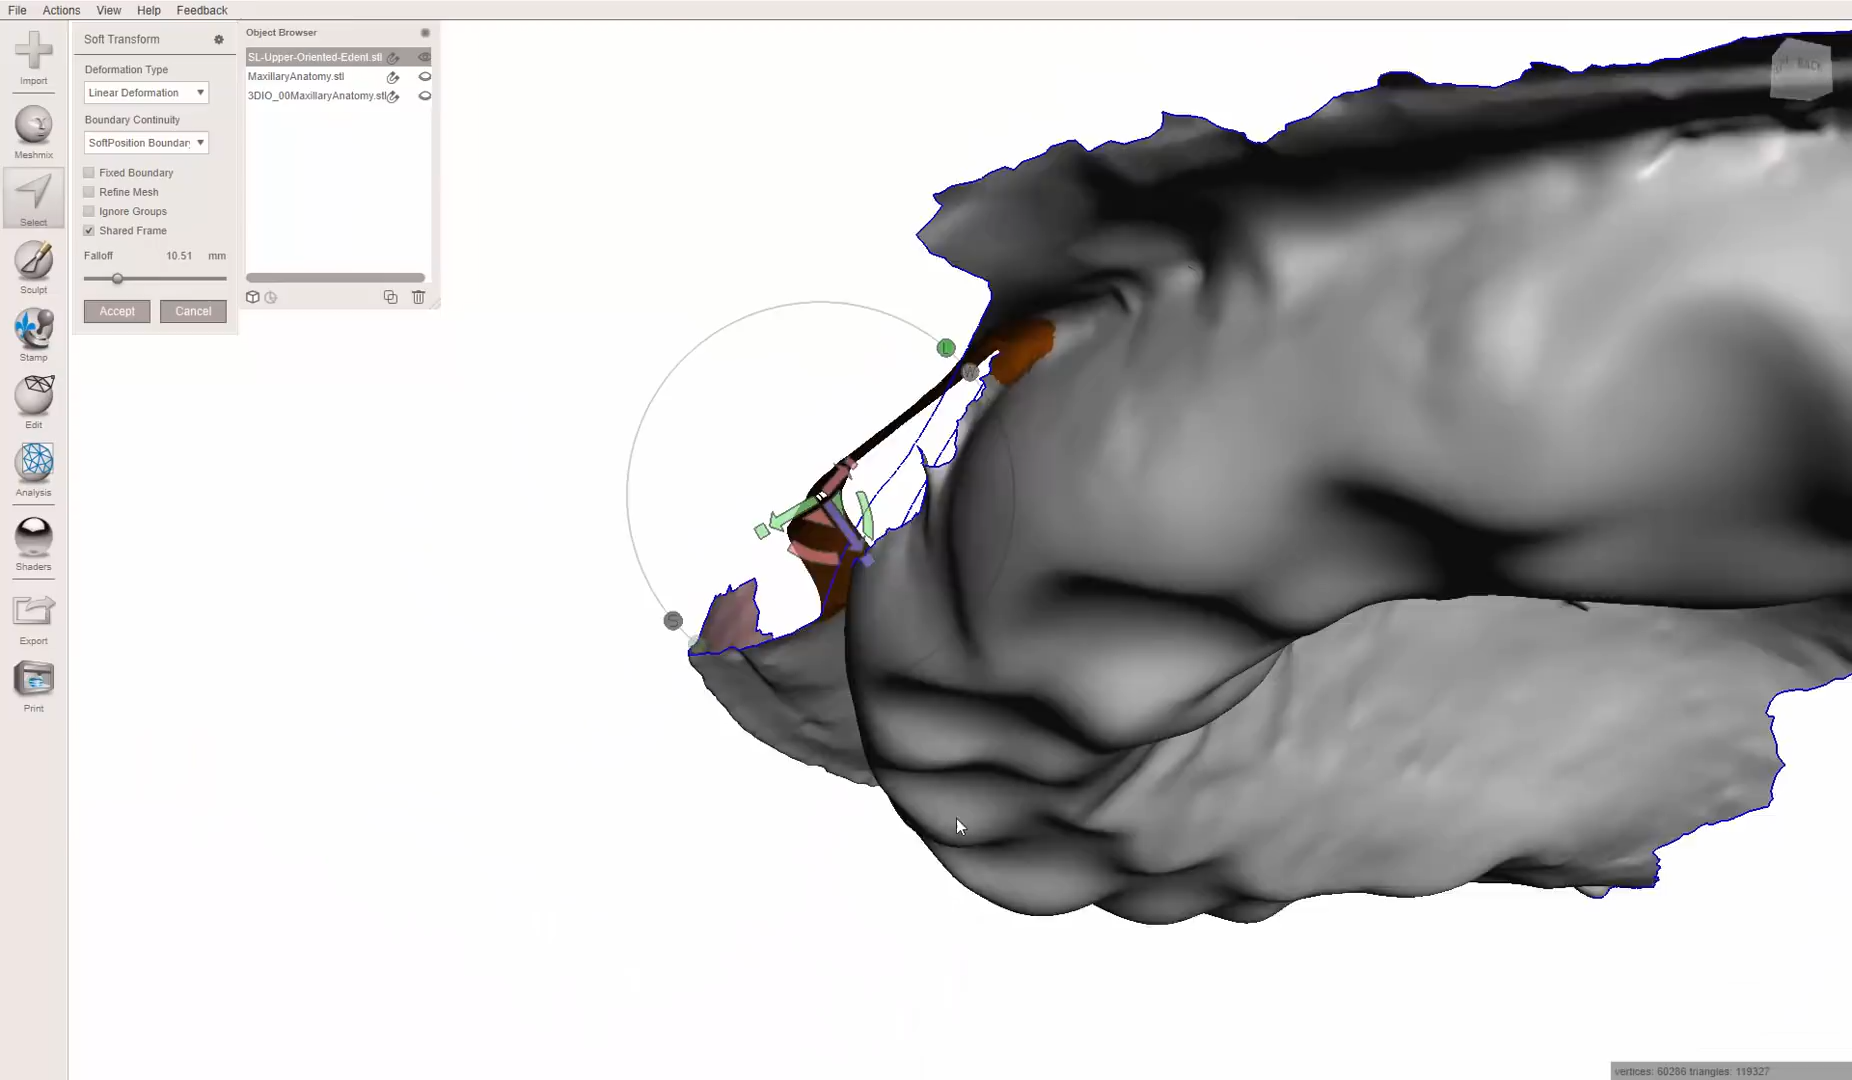 File Actions View Help Feedback
Import
Meshmix
Select
Sculpt
Stamp
Edit
Analysis
Shaders
Export
Print
Soft Transform
Deformation Type
Linear Deformation
Boundary Continuity
SoftPosition Boundar
Fixed Boundary
Refine Mesh
Ignore Groups
Shared Frame
Falloff 10.51 mm
Accept Cancel
Object Browser
SL-Upper-Oriented-Edent.stl
MaxillaryAnatomy.stl
3DIO_00MaxillaryAnatomy.stl
L
W
S
BACK
vertices: 60286 triangles: 119327